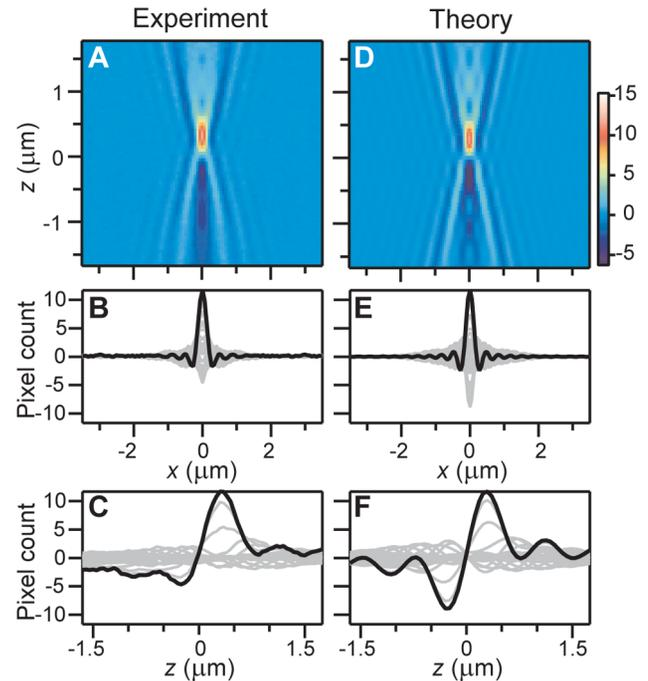 Experiment
Theory
A
D
z (μm)
1
0
-1
15
10
5
0
-5
B
E
Pixel count
10
5
0
-5
-10
-2
0
2
x (μm)
-2
0
2
x (μm)
C
F
Pixel count
10
5
0
-5
-10
-1.5
0
1.5
z (μm)
-1.5
0
1.5
z (μm)